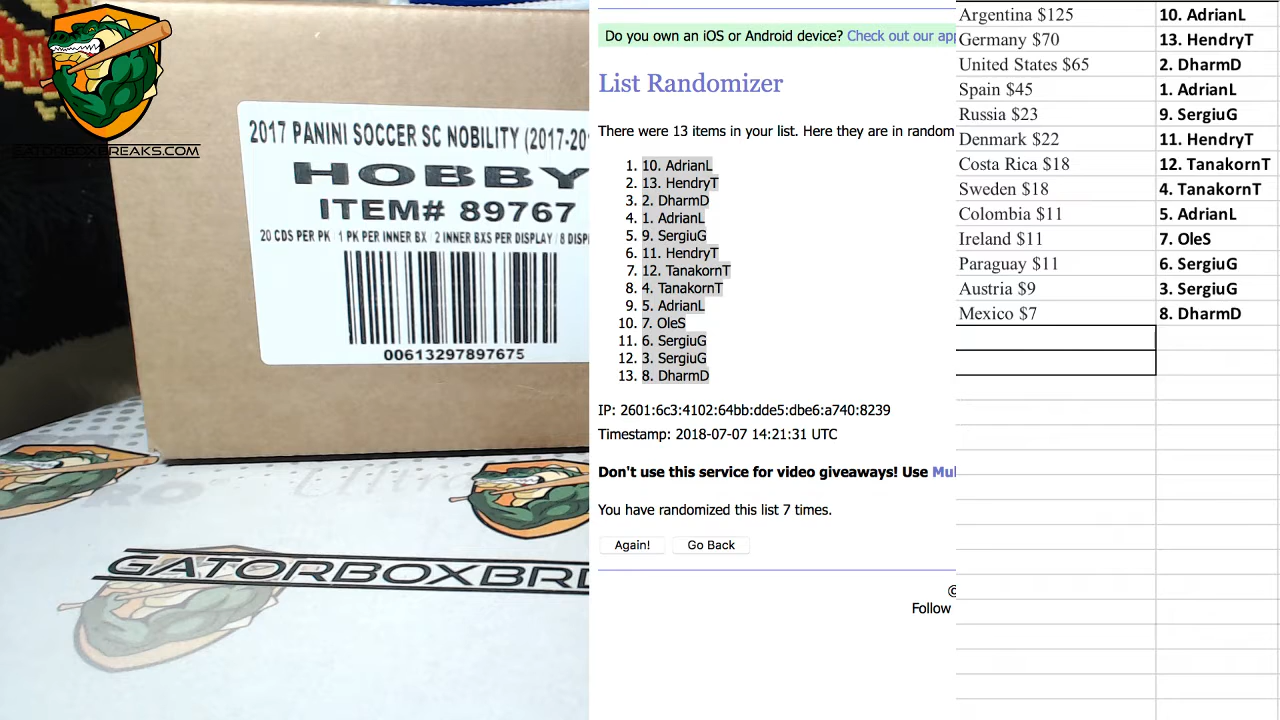 GATORBOXBREAKS.COM
2017 PANINI SOCCER SC NOBILITY (2017-20
HOBBY
ITEM# 89767
20 CDS PER PK 1 PK PER INNER BX 2 INNER BXS PER DISPLAY / 8 DISP
00613297897675
GATORBOXBRE
Do you own an iOS or Android device? Check out our app
List Randomizer
There were 13 items in your list. Here they are in random
1. 10. AdrianL
2. 13. HendryT
3. 2. DharmD
4. 1. AdrianL
5. 9. SergiuG
6. 11. HendryT
7. 12. TanakornT
8. 4. TanakornT
9. 5. AdrianL
10. 7. OleS
11. 6. SergiuG
12. 3. SergiuG
13. 8. DharmD
IP: 2601:6c3:4102:64bb:dde5:dbe6:a740:8239
Timestamp: 2018-07-07 14:21:31 UTC
Don't use this service for video giveaways! Use Mul
You have randomized this list 7 times.
Again! Go Back
©
Follow
Argentina $125 10. AdrianL
Germany $70 13. HendryT
United States $65 2. DharmD
Spain $45 1. AdrianL
Russia $23 9. SergiuG
Denmark $22 11. HendryT
Costa Rica $18 12. TanakornT
Sweden $18 4. TanakornT
Colombia $11 5. AdrianL
Ireland $11 7. OleS
Paraguay $11 6. SergiuG
Austria $9 3. SergiuG
Mexico $7 8. DharmD